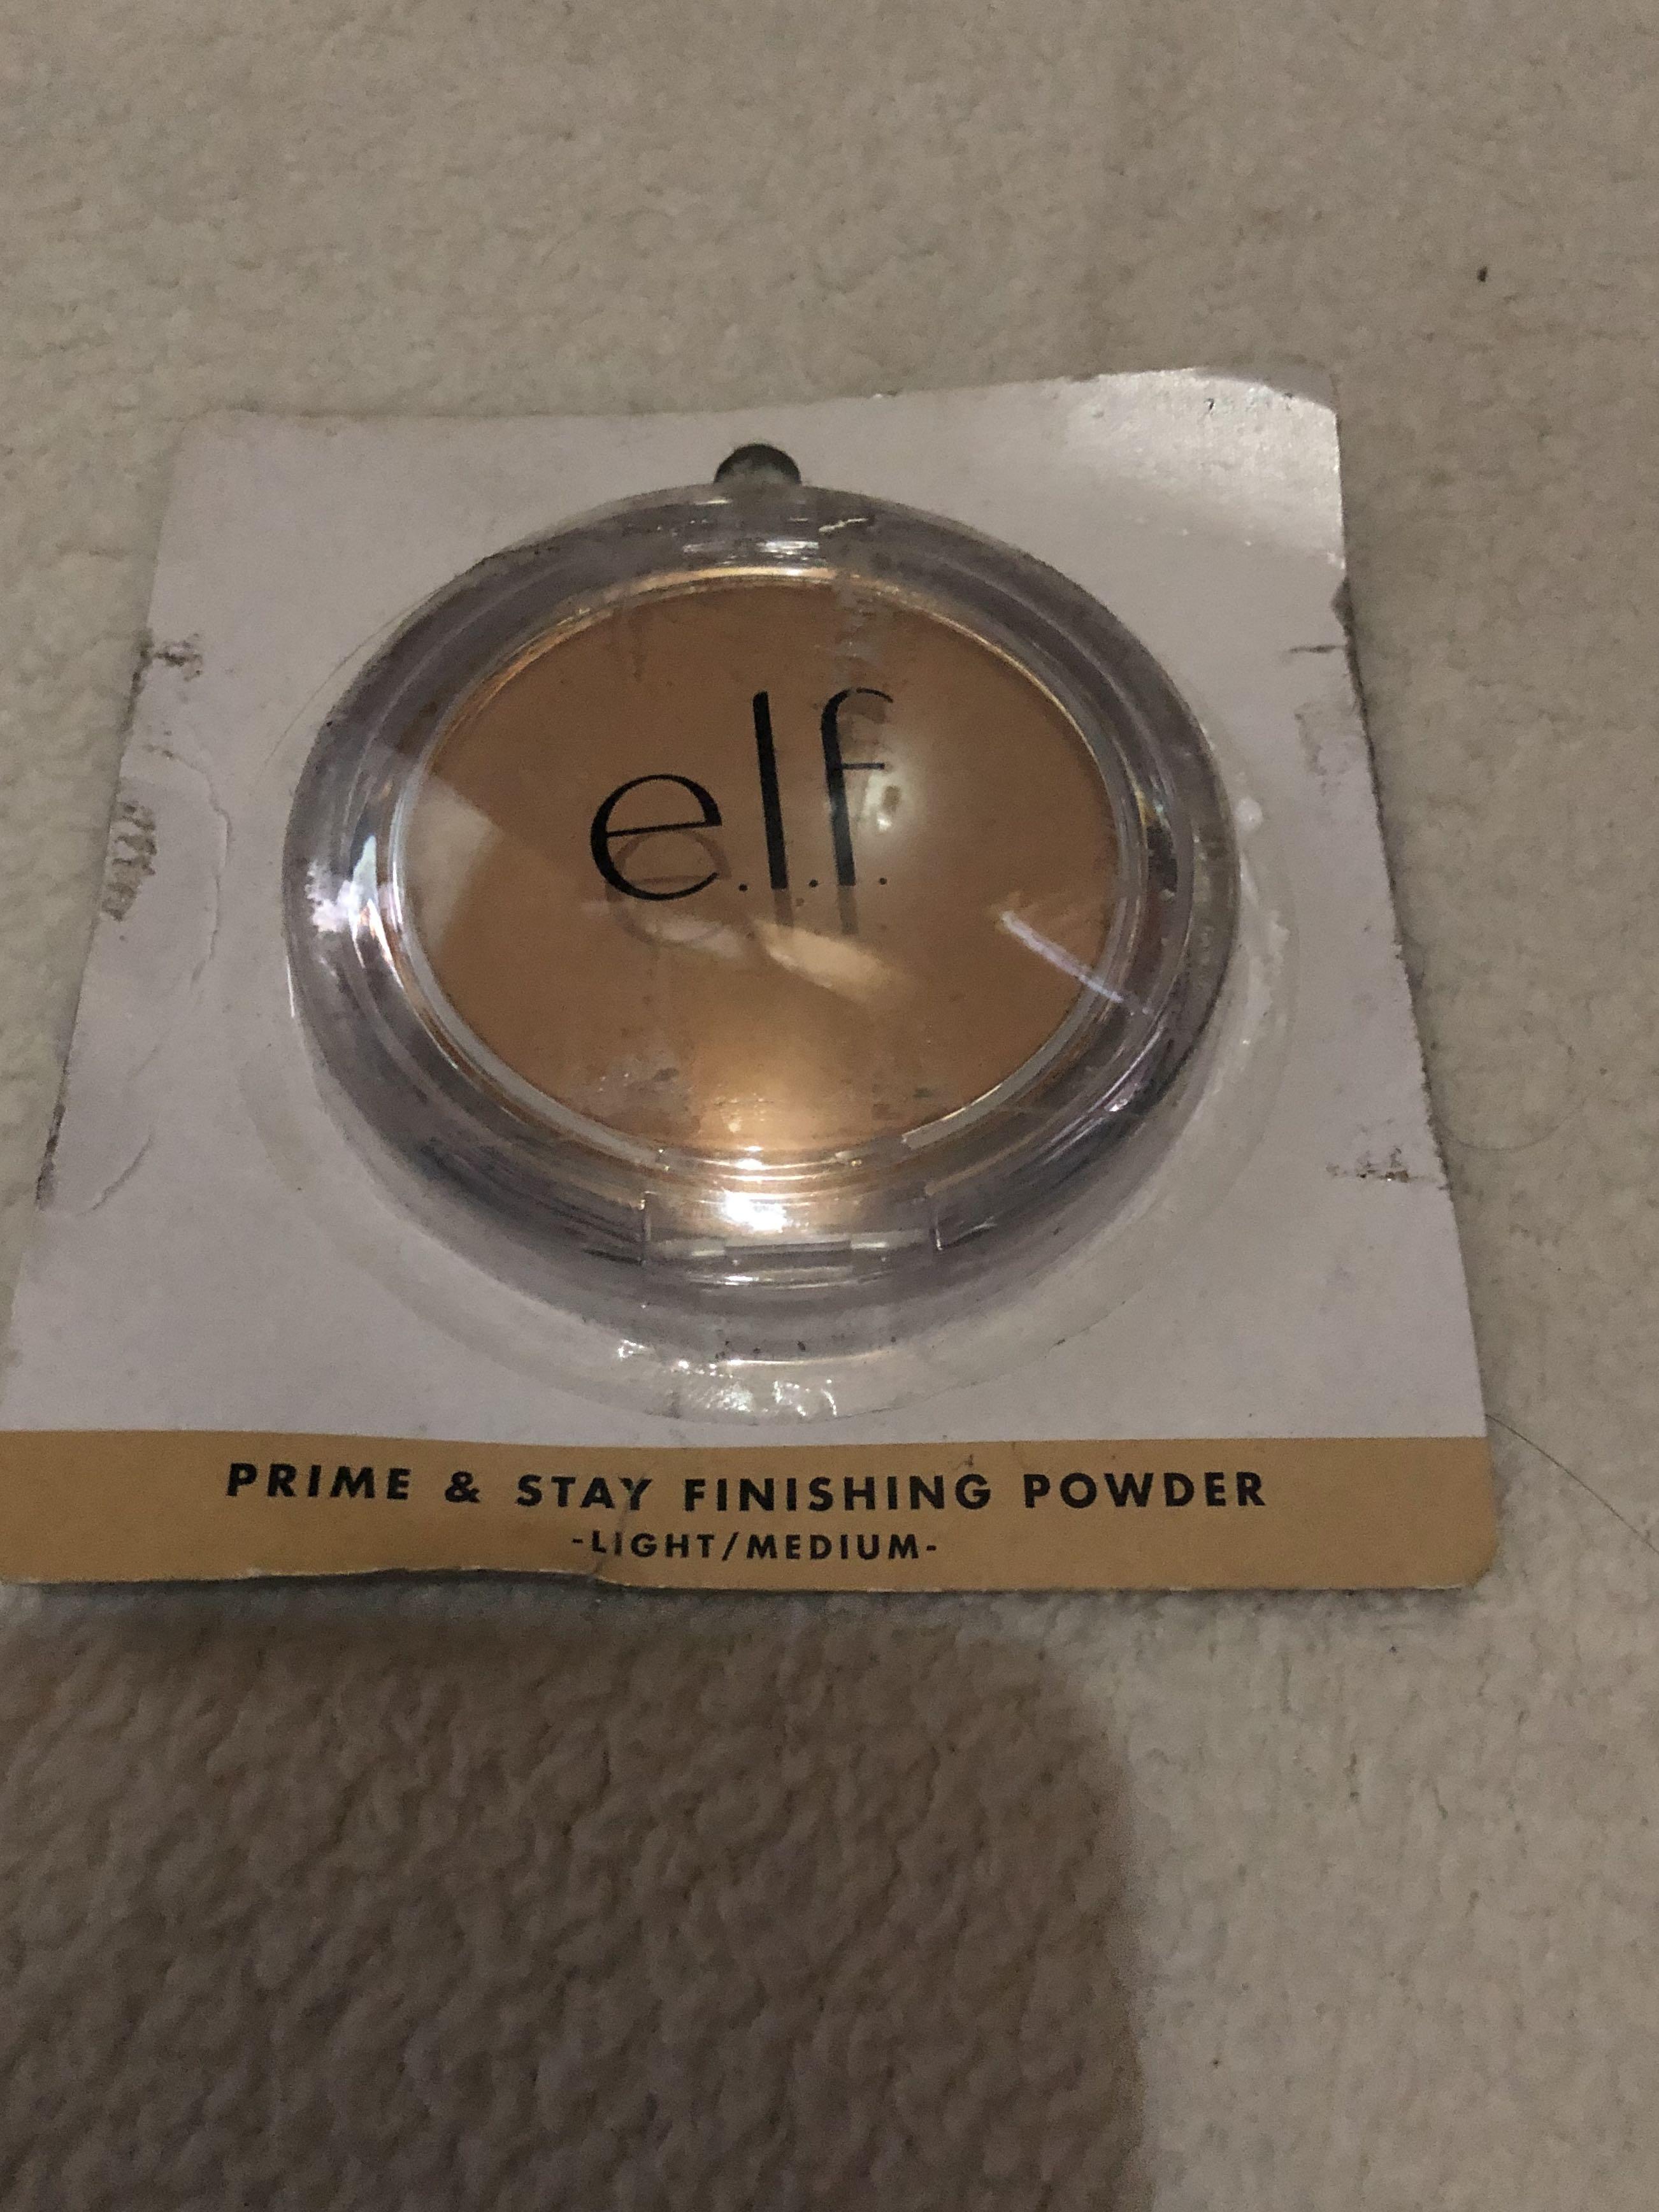 e.l.f.
PRIME & STAY FINISHING POWDER
-LIGHT/MEDIUM-